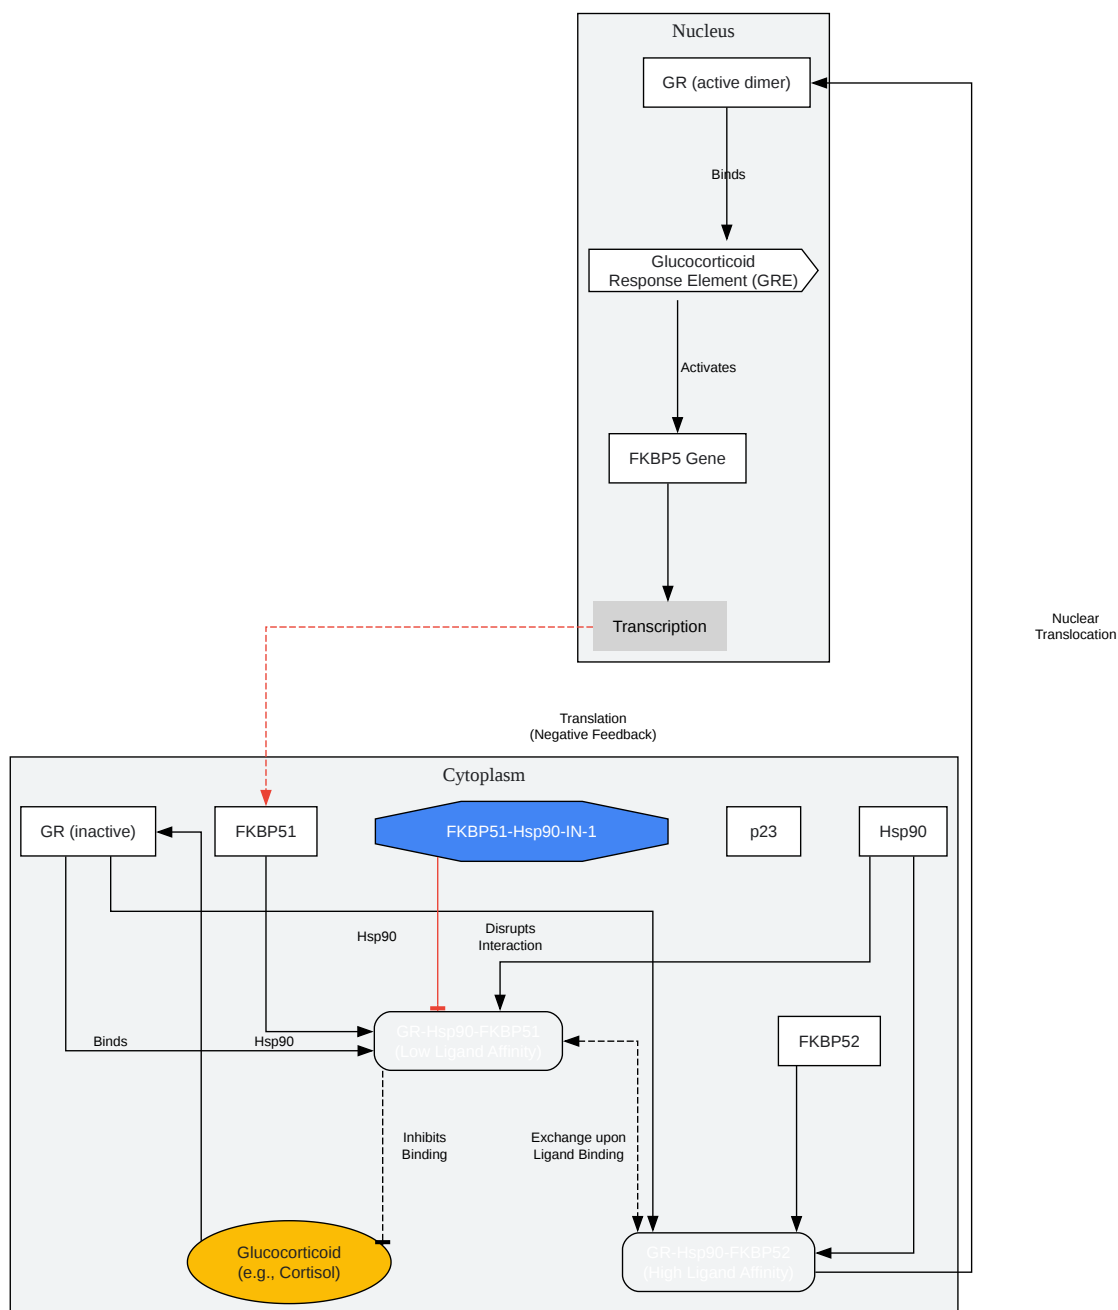 Nucleus
GR (active dimer)
Binds
Glucocorticoid
Response Element (GRE)
Activates
FKBP5 Gene
Transcription
Nuclear
Translocation
Translation
(Negative Feedback)
Cytoplasm
GR (inactive)
FKBP51
FKBP51-Hsp90-IN-1
p23
Hsp90
Hsp90
Disrupts
Interaction
GR-Hsp90-FKBP51
(Low Ligand Affinity)
Binds
Hsp90
FKBP52
Inhibits
Binding
Exchange upon
Ligand Binding
Glucocorticoid
(e.g., Cortisol)
GR-Hsp90-FKBP52
(High Ligand Affinity)